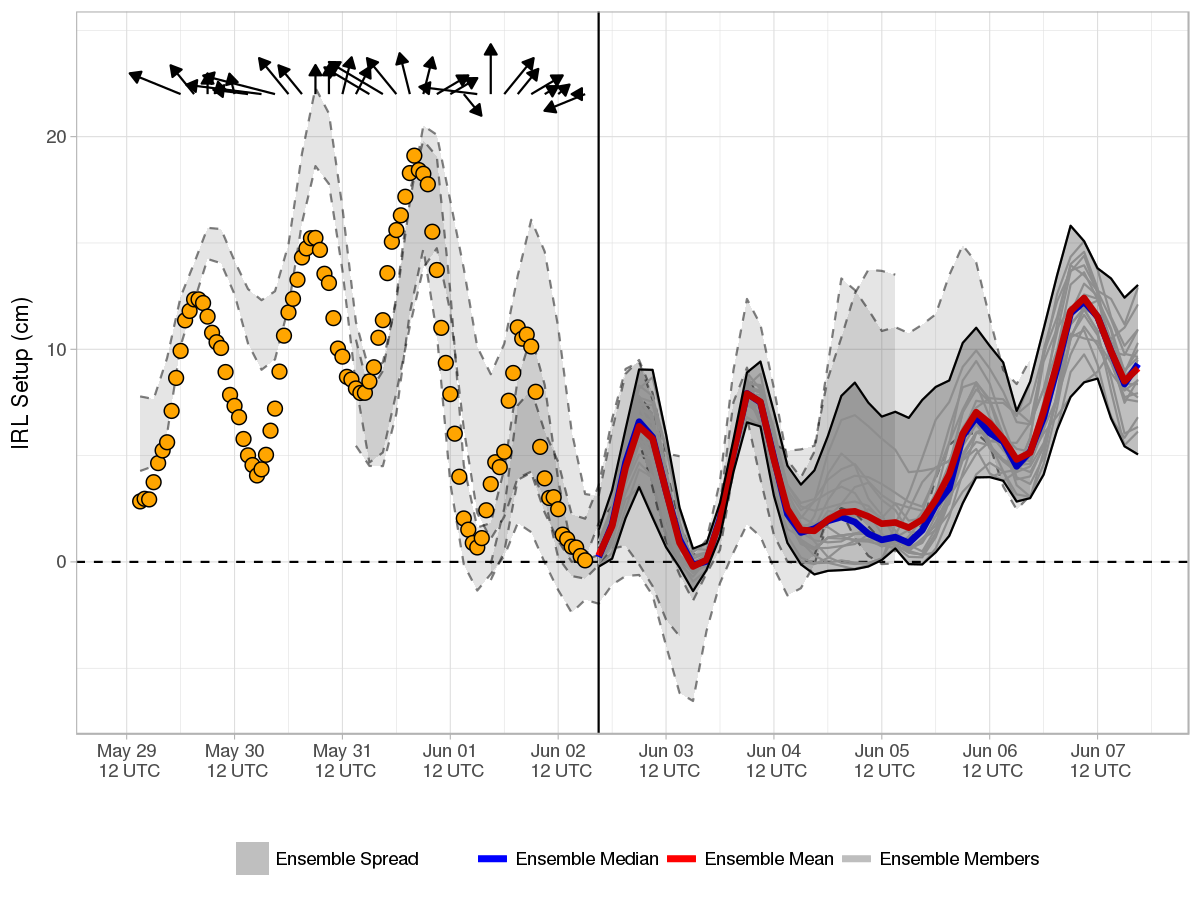 IRL Setup (cm)
20
10
0
May 29 12 UTC
May 30 12 UTC
May 31 12 UTC
Jun 01 12 UTC
Jun 02 12 UTC
Jun 03 12 UTC
Jun 04 12 UTC
Jun 05 12 UTC
Jun 06 12 UTC
Jun 07 12 UTC
Ensemble Spread
Ensemble Median
Ensemble Mean
Ensemble Members